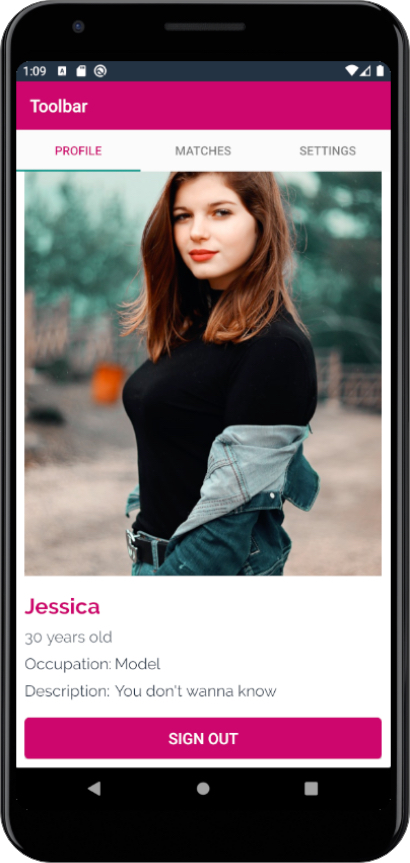 1:09
Toolbar
PROFILE MATCHES SETTINGS
Jessica
30 years old
Occupation: Model
Description: You don't wanna know
SIGN OUT